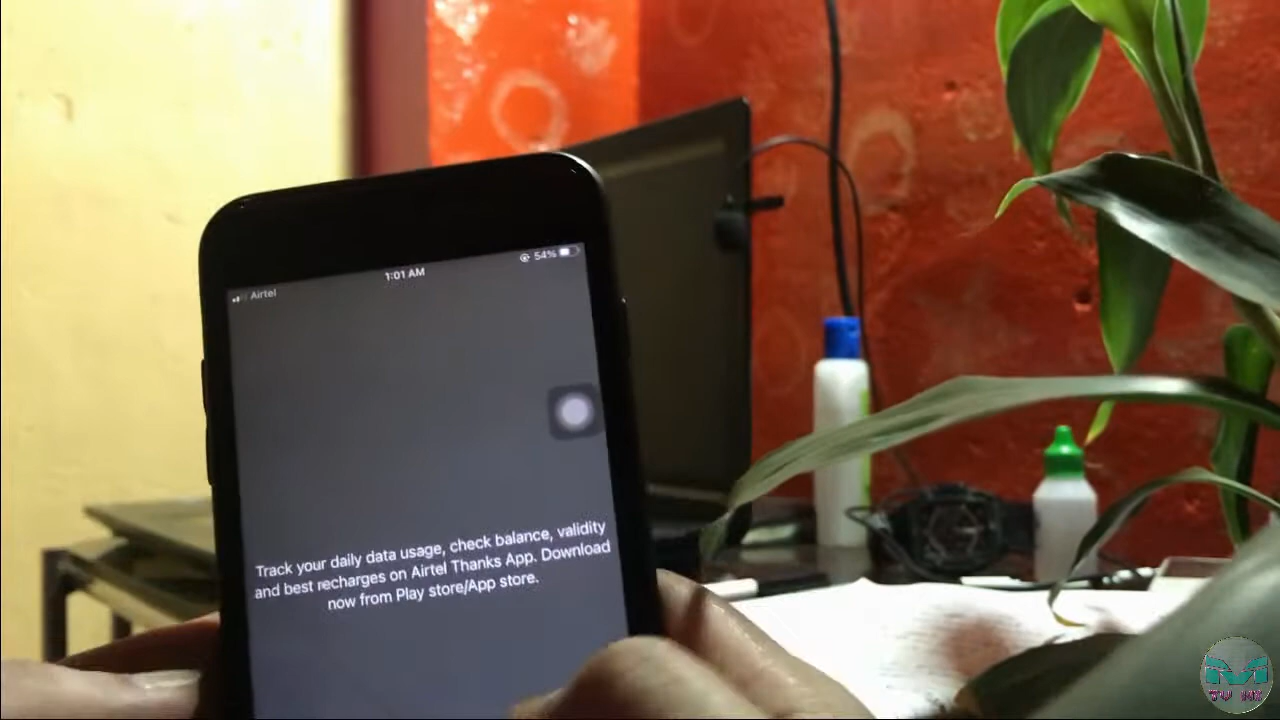 1:01 AM
54%
Airtel
Track your daily data usage, check balance, validity
and best recharges on Airtel Thanks App. Download
now from Play store/App store.